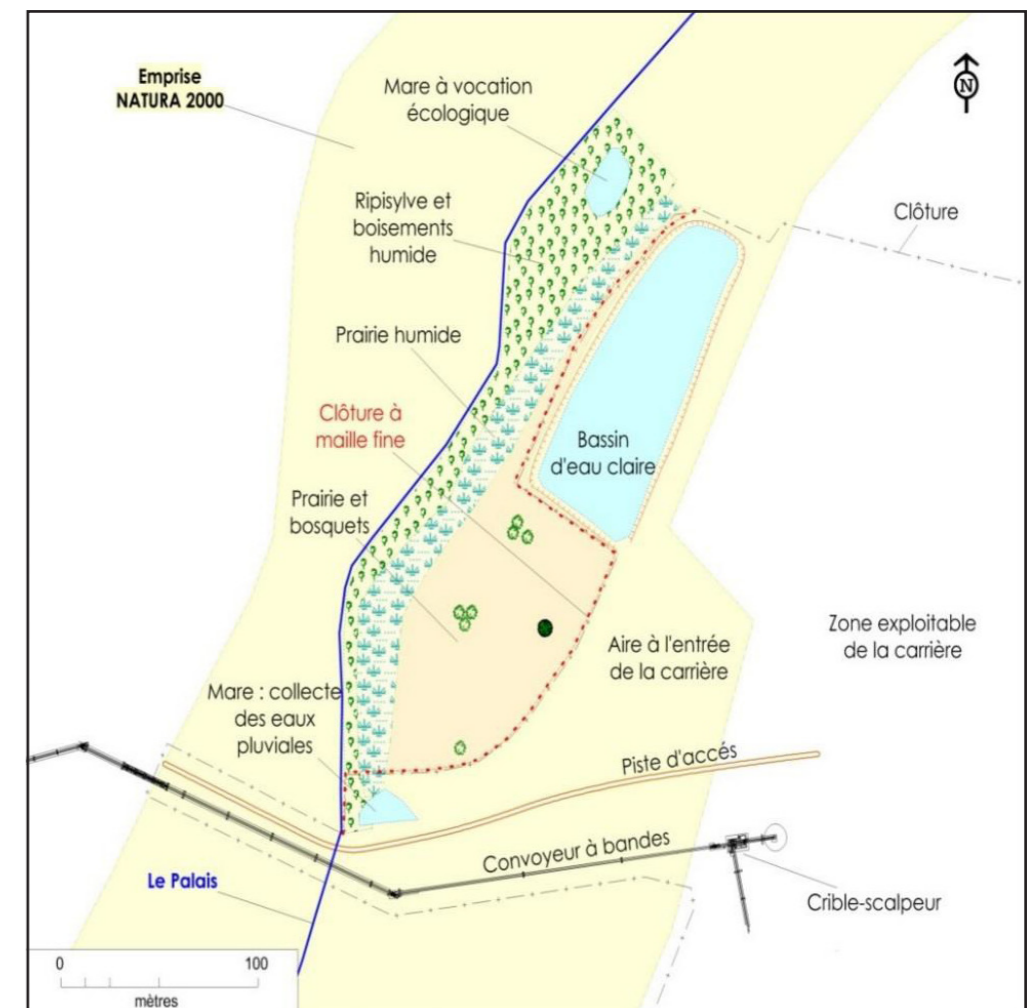 Emprise
NATURA 2000
Mare à vocation
écologique
N
Ripisylve et
boisements
humide
Clôture
Prairie humide
Clôture à
maille fine
Bassin
d'eau claire
Prairie et
bosquets
Zone exploitable
de la carrière
Aire à l'entrée
de la carrière
Mare : collecte
des eaux
pluviales
Piste d'accés
Convoyeur à bandes
Le Palais
Crible-scalpeur
0 100
mètres